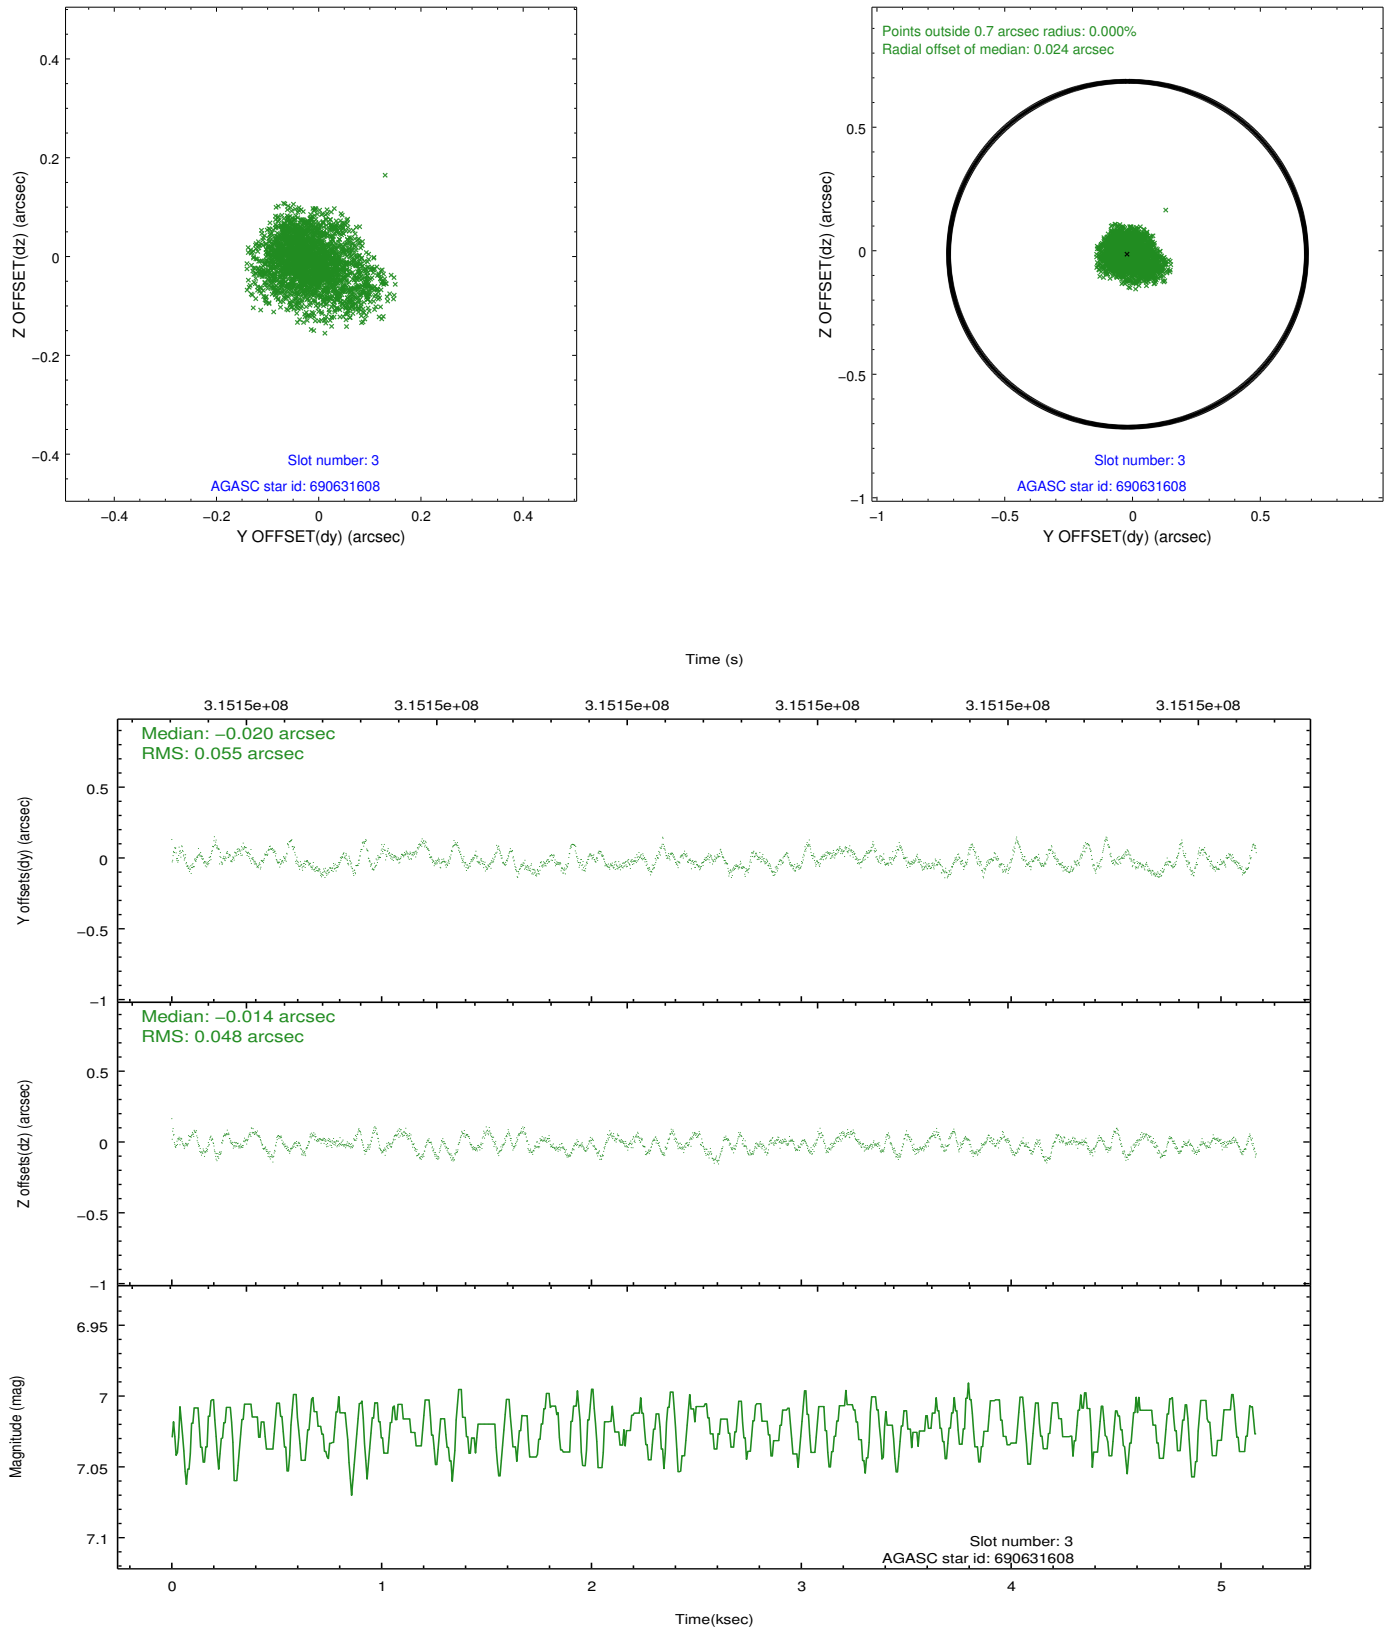 0.4
0.2
0
−0.2
−0.4
Z OFFSET(dz) (arcsec)
Slot number: 3
AGASC star id: 690631608
−0.4 −0.2 0 0.2 0.4
Y OFFSET(dy) (arcsec)
Points outside 0.7 arcsec radius: 0.000%
Radial offset of median: 0.024 arcsec
0.5
0
−0.5
−1
Z OFFSET(dz) (arcsec)
Slot number: 3
AGASC star id: 690631608
−1 −0.5 0 0.5
Y OFFSET(dy) (arcsec)
Time (s)
3.1515e+08 3.1515e+08 3.1515e+08 3.1515e+08 3.1515e+08 3.1515e+08
Median: −0.020 arcsec
RMS: 0.055 arcsec
0.5
0
−0.5
−1
Y offsets(dy) (arcsec)
Median: −0.014 arcsec
RMS: 0.048 arcsec
0.5
0
−0.5
−1
Z offsets(dz) (arcsec)
6.95
7
7.05
7.1
Magnitude (mag)
Slot number: 3
AGASC star id: 690631608
0 1 2 3 4 5
Time(ksec)